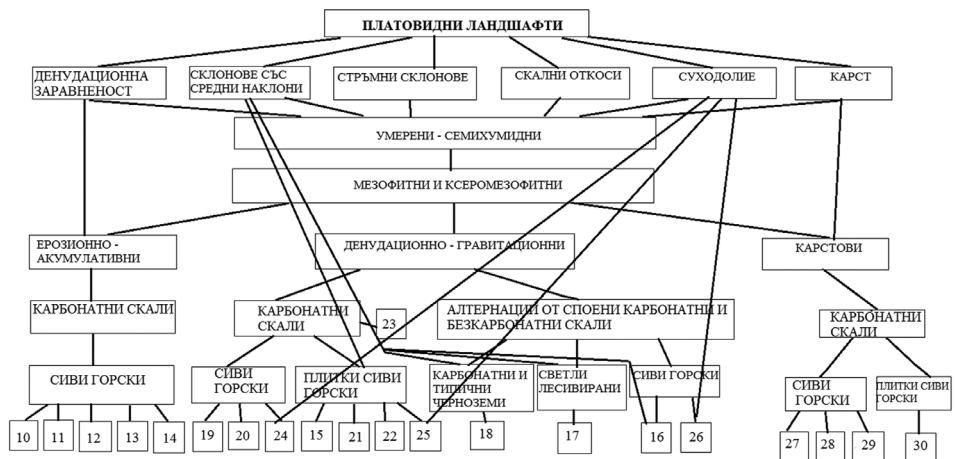 ПЛАТОВИДНИ ЛАНДШАФТИ
ДЕНУДАЦИОННА
ЗАРАВНЕНОСТ
СКЛОНОВЕ СЪС
СРЕДНИ НАКЛОНИ
СТРЪМНИ СКЛОНОВЕ
СКАЛНИ ОТКОСИ
СУХОДОЛИЕ
КАРСТ
УМЕРЕНИ - СЕМИХУМИДНИ
МЕЗОФИТНИ И КСЕРОМЕЗОФИТНИ
ЕРОЗИОННО -
АКУМУЛАТИВНИ
ДЕНУДАЦИОННО - ГРАВИТАЦИОННИ
КАРСТОВИ
КАРБОНАТНИ СКАЛИ
КАРБОНАТНИ
СКАЛИ
23
АЛТЕРНАЦИИ ОТ СПОЕНИ КАРБОНАТНИ И
БЕЗКАРБОНАТНИ СКАЛИ
КАРБОНАТНИ
СКАЛИ
СИВИ ГОРСКИ
СИВИ
ГОРСКИ
ПЛИТКИ СИВИ
ГОРСКИ
КАРБОНАТНИ И
ТИПИЧНИ
ЧЕРНОЗЕМИ
СВЕТЛИ
ЛЕСИВИРАНИ
СИВИ ГОРСКИ
СИВИ
ГОРСКИ
ПЛИТКИ СИВИ
ГОРСКИ
10
11
12
13
14
19
20
24
15
21
22
25
18
17
16
26
27
28
29
30